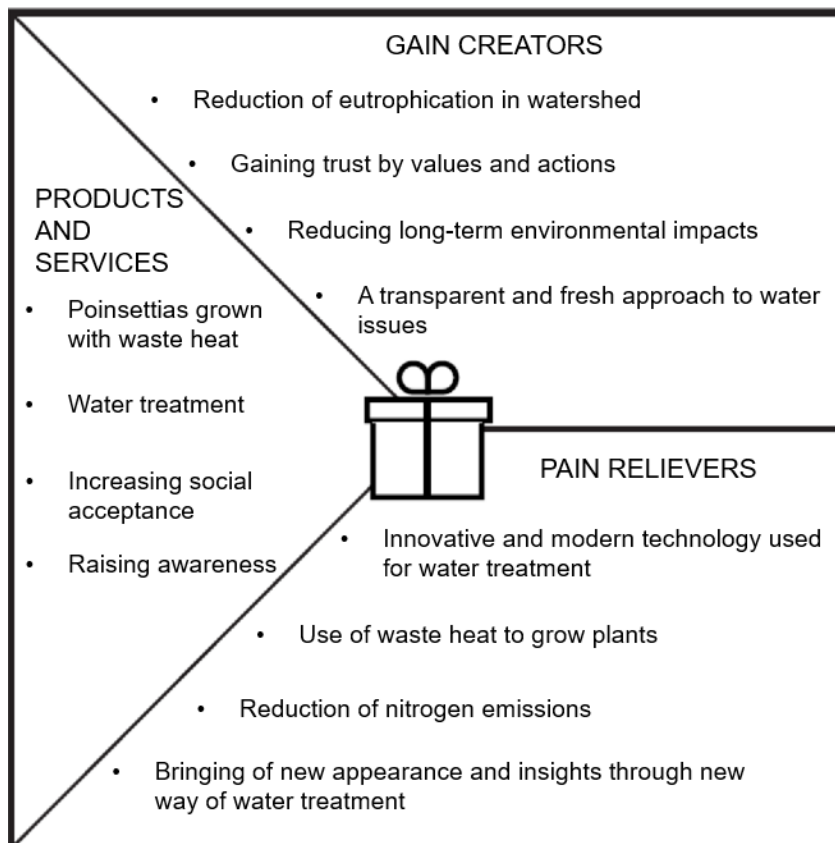 GAIN CREATORS
• Reduction of eutrophication in watershed
• Gaining trust by values and actions
• Reducing long-term environmental impacts
• A transparent and fresh approach to water
issues
PRODUCTS
AND
SERVICES
• Poinsettias grown
with waste heat
• Water treatment
• Increasing social
acceptance
• Raising awareness
PAIN RELIEVERS
• Innovative and modern technology used
for water treatment
• Use of waste heat to grow plants
• Reduction of nitrogen emissions
• Bringing of new appearance and insights through new
way of water treatment